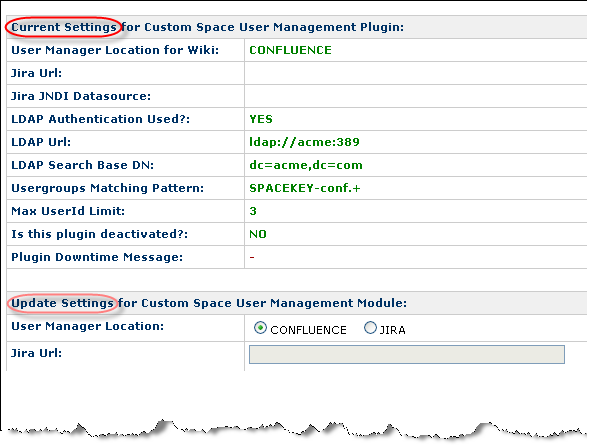 Current Settings for Custom Space User Management Plugin:
User Manager Location for Wiki: CONFLUENCE
Jira Url:
Jira JNDI Datasource:
LDAP Authentication Used?: YES
LDAP Url: ldap://acme:389
LDAP Search Base DN: dc=acme,dc=com
Usergroups Matching Pattern: SPACEKEY-conf.+
Max UserId Limit: 3
Is this plugin deactivated?: NO
Plugin Downtime Message: -
Update Settings for Custom Space User Management Module:
User Manager Location: CONFLUENCE JIRA
Jira Url: